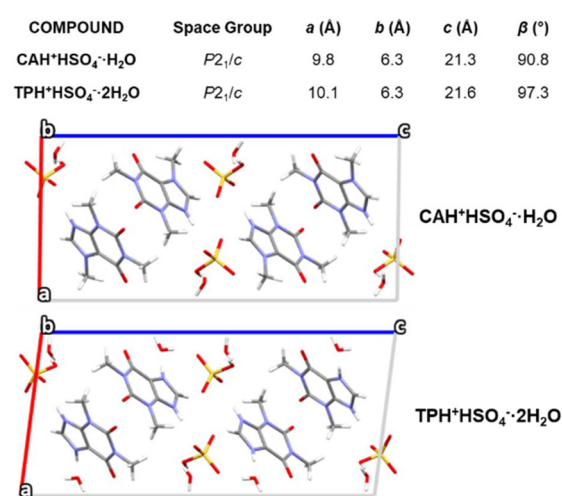 COMPOUND Space Group a (Å) b (Å) c (Å) β (°)
CAH⁺HSO₄⁻·H₂O P2₁/c 9.8 6.3 21.3 90.8
TPH⁺HSO₄⁻·2H₂O P2₁/c 10.1 6.3 21.6 97.3
b c
CAH⁺HSO₄⁻·H₂O
a
b c
TPH⁺HSO₄⁻·2H₂O
a